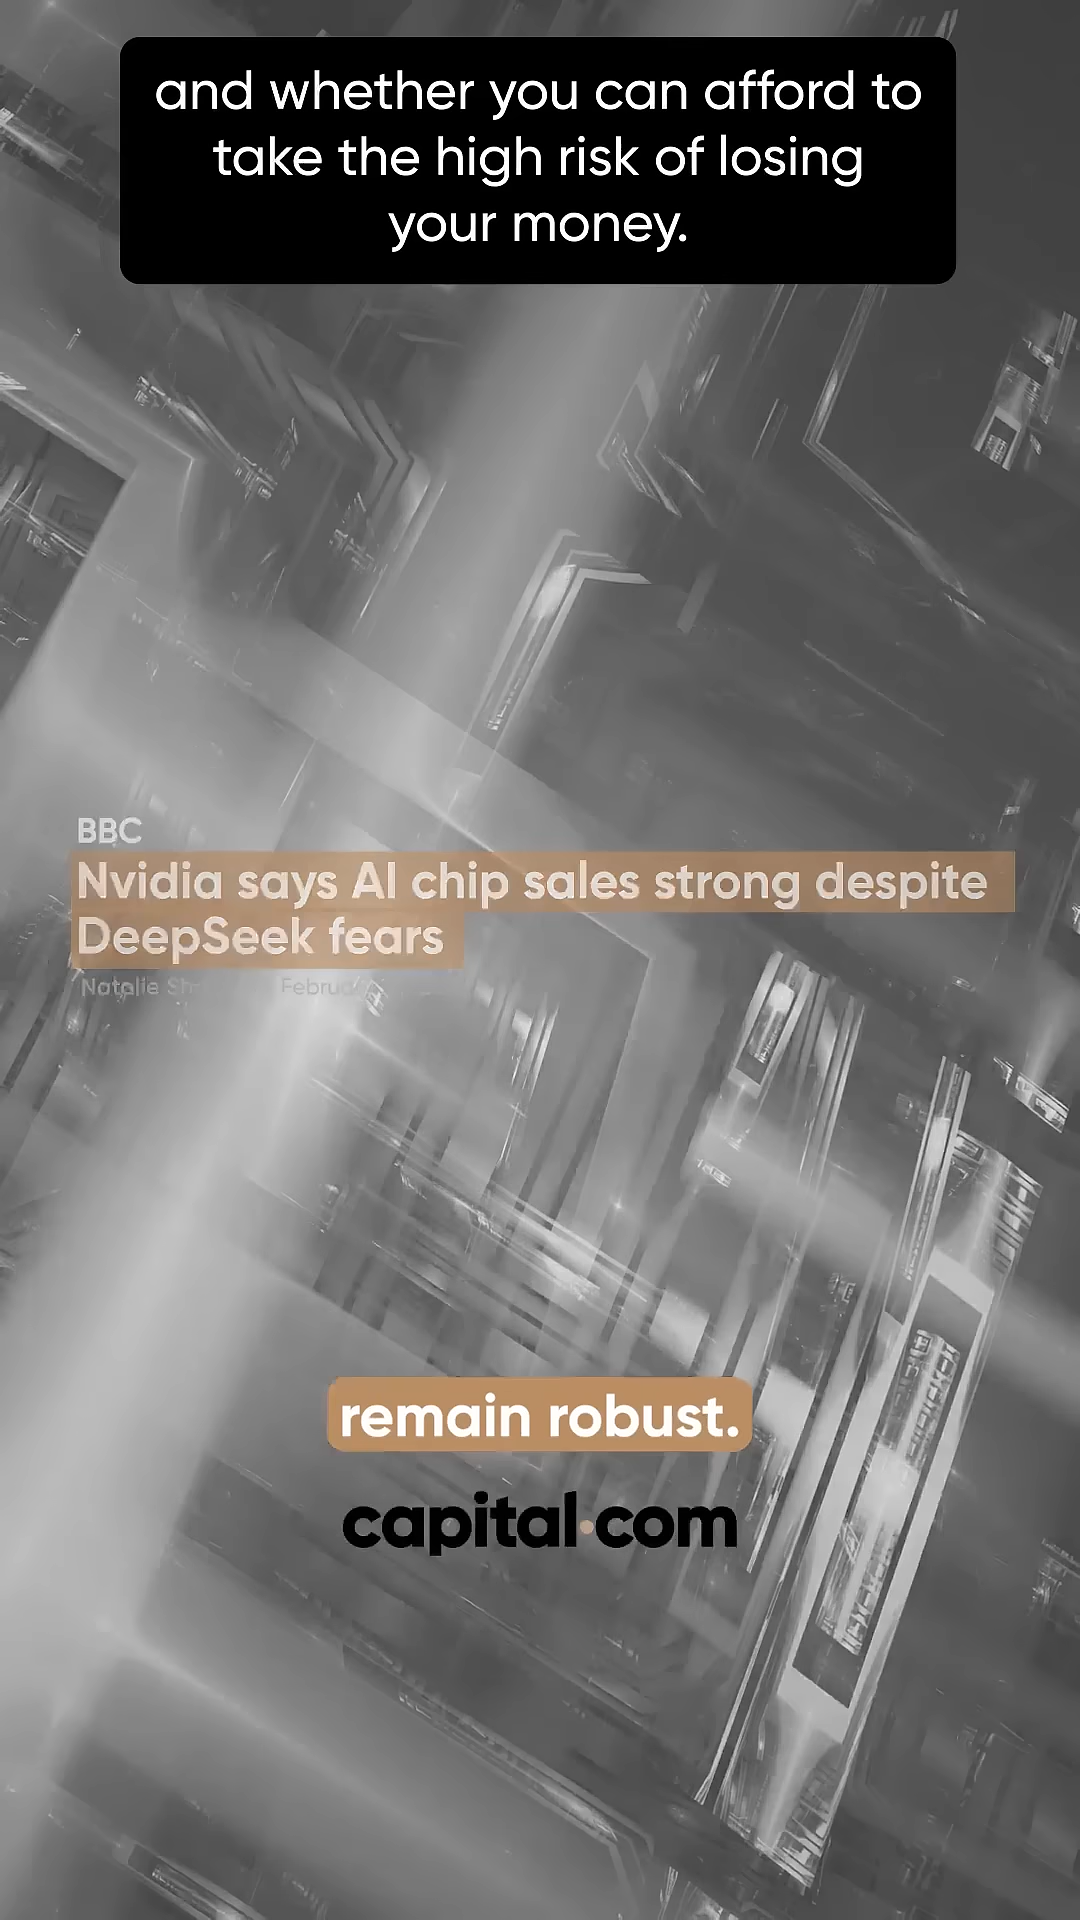 and whether you can afford to
take the high risk of losing
your money.
BBC
Nvidia says AI chip sales strong despite
DeepSeek fears
Natalie
remain robust.
capital.com